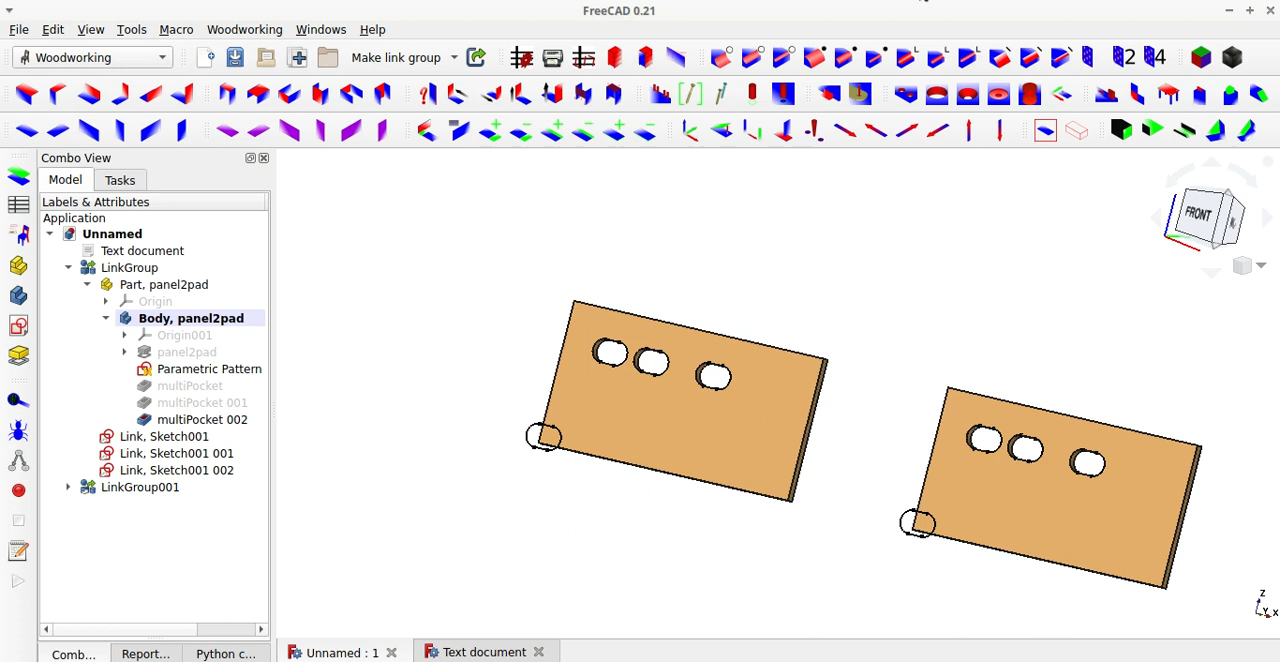 FreeCAD 0.21
File Edit View Tools Macro Woodworking Windows Help
Woodworking
Make link group
2
4
Combo View
Model Tasks
Labels & Attributes
Application
Unnamed
Text document
LinkGroup
Part, panel2pad
Origin
Body, panel2pad
Origin001
panel2pad
Parametric Pattern
multiPocket
multiPocket 001
multiPocket 002
Link, Sketch001
Link, Sketch001 001
Link, Sketch001 002
LinkGroup001
FRONT
Z
Y
X
Comb... Report... Python c...
Unnamed : 1
Text document